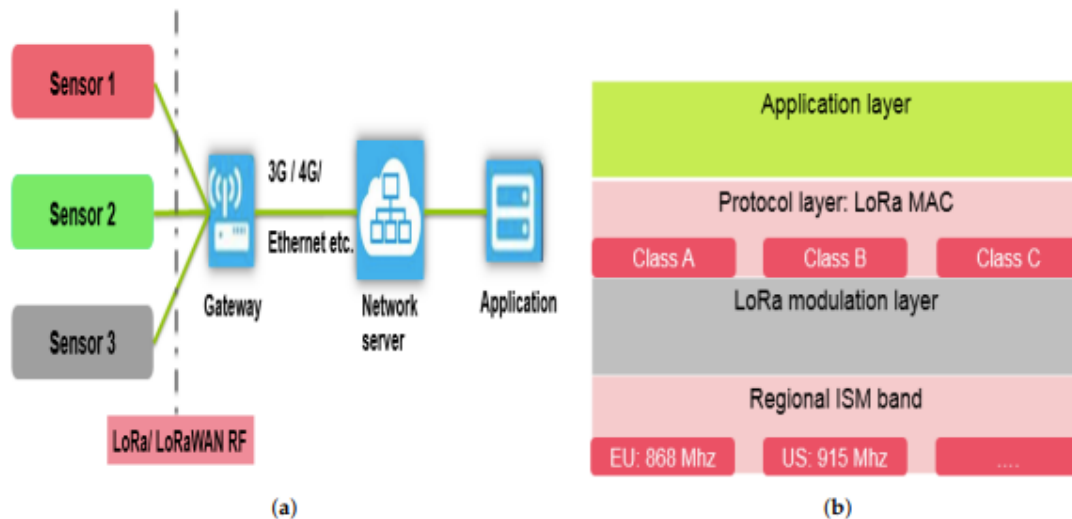 Sensor 1
Sensor 2
Sensor 3
LoRa/ LoRaWAN RF
Gateway
3G / 4G/
Ethernet etc.
Network
server
Application
(a)
Application layer
Protocol layer: LoRa MAC
Class A
Class B
Class C
LoRa modulation layer
Regional ISM band
EU: 868 Mhz
US: 915 Mhz
....
(b)